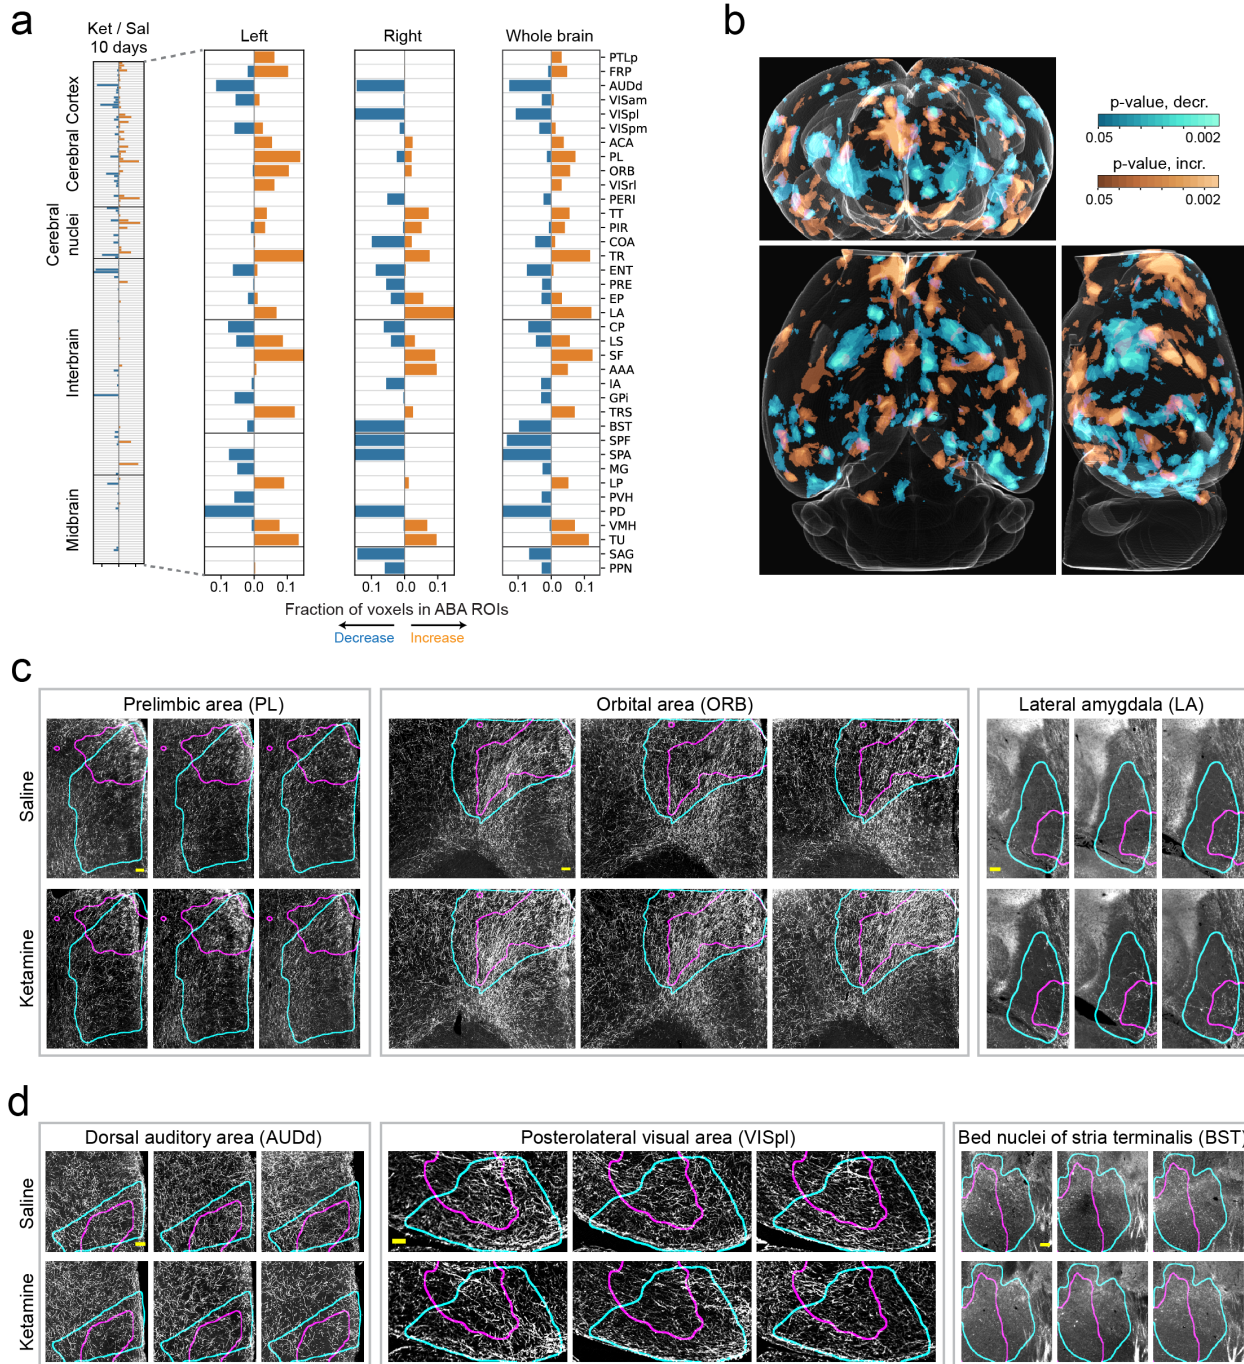 a
Ket / Sal
10 days
Left
Right
Whole brain
Cerebral Cortex
Cerebral
nuclei
Interbrain
Midbrain
PTLp
FRP
AUDd
VISam
VISpl
VISpm
ACA
PL
ORB
VISrl
PERI
TT
PIR
COA
TR
ENT
PRE
EP
LA
CP
LS
SF
AAA
IA
GPi
TRS
BST
SPF
SPA
MG
LP
PVH
PD
VMH
TU
SAG
PPN
0.1 0.0 0.1
0.1 0.0 0.1
0.1 0.0 0.1
Fraction of voxels in ABA ROIs
Decrease
Increase
b
p-value, decr.
0.05 0.002
p-value, incr.
0.05 0.002
c
Prelimbic area (PL)
Orbital area (ORB)
Lateral amygdala (LA)
Saline
Ketamine
d
Dorsal auditory area (AUDd)
Posterolateral visual area (VISpl)
Bed nuclei of stria terminalis (BST)
Saline
Ketamine